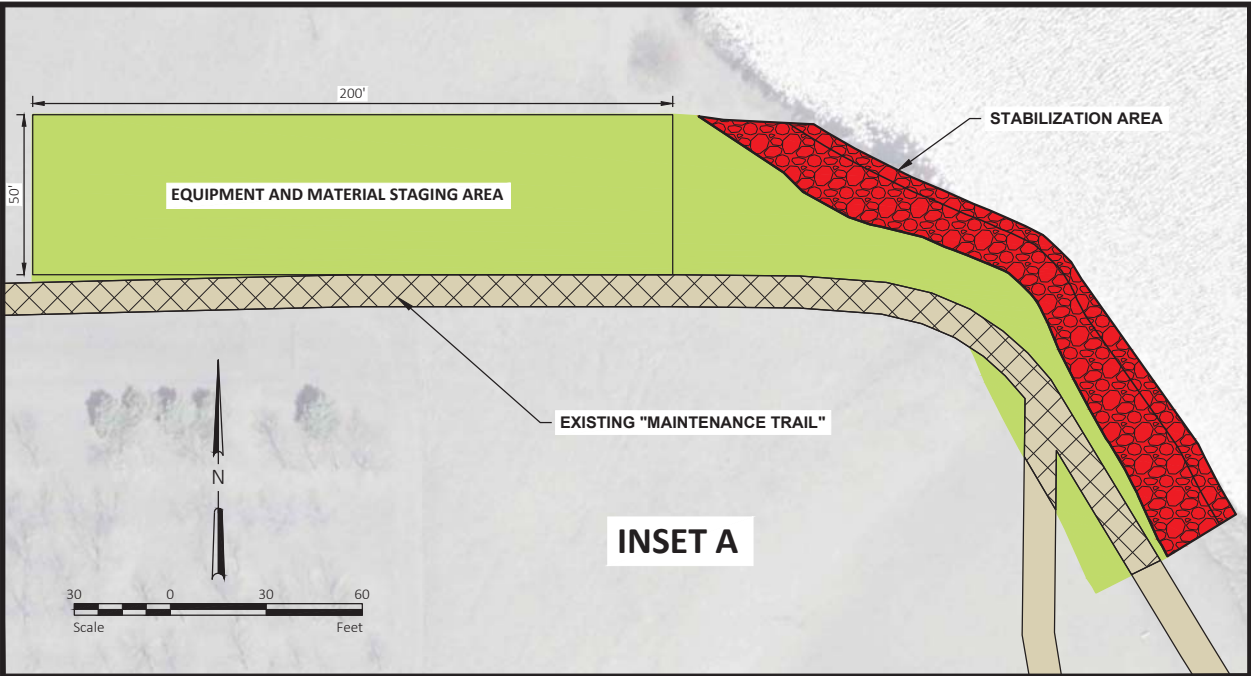 200'
STABILIZATION AREA
50'
EQUIPMENT AND MATERIAL STAGING AREA
EXISTING "MAINTENANCE TRAIL"
N
INSET A
30 0 30 60
Scale Feet